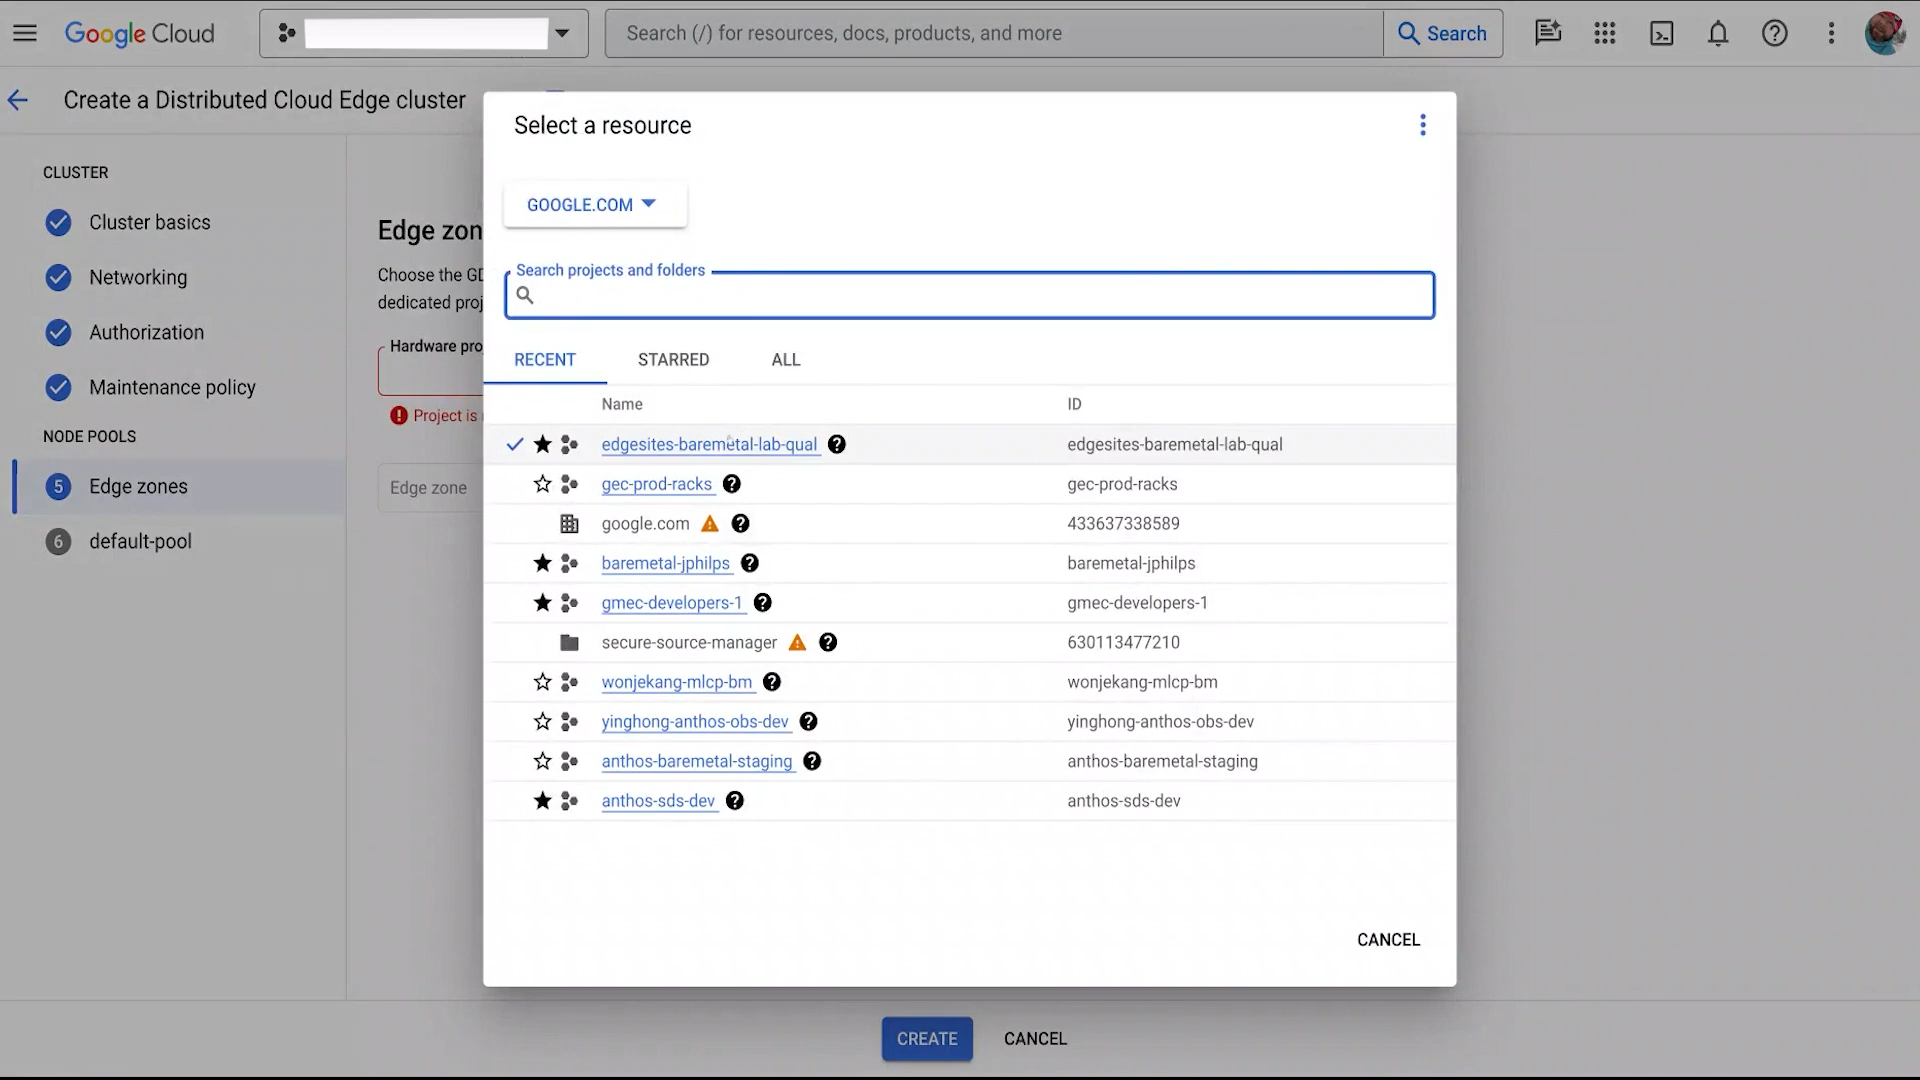 Google Cloud
Search (/) for resources, docs, products, and more
Search
Create a Distributed Cloud Edge cluster
CLUSTER
Cluster basics
Networking
Authorization
Maintenance policy
NODE POOLS
5 Edge zones
6 default-pool
Edge zon
Choose the GD
dedicated proj
Hardware pro
Project is
Edge zone
Select a resource
GOOGLE.COM
Search projects and folders
RECENT STARRED ALL
Name ID
edgesites-baremetal-lab-qual edgesites-baremetal-lab-qual
gec-prod-racks gec-prod-racks
google.com 433637338589
baremetal-jphilps baremetal-jphilps
gmec-developers-1 gmec-developers-1
secure-source-manager 630113477210
wonjekang-mlcp-bm wonjekang-mlcp-bm
yinghong-anthos-obs-dev yinghong-anthos-obs-dev
anthos-baremetal-staging anthos-baremetal-staging
anthos-sds-dev anthos-sds-dev
CANCEL
CREATE CANCEL